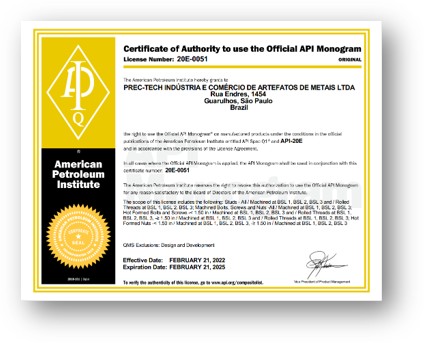 Certificate of Authority to use the Official API Monogram
License Number: 20E-0051
ORIGINAL
The American Petroleum Institute hereby grants to
PREC-TECH INDÚSTRIA E COMÉRCIO DE ARTEFATOS DE METAIS LTDA
Rua Endres, 1454
Guarulhos, São Paulo
Brazil
the right to use the Official API Monogram® on manufactured products under the conditions in the official
publications of the American Petroleum Institute entitled API Spec Q1® and API-20E
and in accordance with the provisions of the License Agreement.
In all cases where the Official API Monogram is applied, the API Monogram shall be used in conjunction with this
certificate number: 20E-0051
The American Petroleum Institute reserves the right to revoke this authorization to use the Official API Monogram
for any reason satisfactory to the Board of Directors of the American Petroleum Institute.
The scope of this license includes the following: Studs - All / Machined at BSL 1, BSL 2, BSL 3 and / Rolled
Threads at BSL 1, BSL 2, BSL 3; Machined Bolts, Screws and Nuts - All / Machined at BSL 1, BSL 2, BSL 3;
Hot Formed Bolts and Screws 1.50 in / Machined at BSL 1, BSL 2, BSL 3 and / Rolled Threads at BSL 1,
BSL 2, BSL 3, 1.50 in / Machined at BSL 1, BSL 2, BSL 3 and / Rolled Threads at BSL 1, BSL 2, BSL 3; Hot
Formed Nuts 1.50 in / Machined at BSL 1, BSL 2, BSL 3, 1.50 in / Machined at BSL 1, BSL 2, BSL 3
QMS Exclusions: Design and Development
Effective Date: FEBRUARY 21, 2022
Expiration Date: FEBRUARY 21, 2025
To verify the authenticity of this license, go to www.api.org/compositelist.
Vice President of Product Management
API
Q
American
Petroleum
Institute